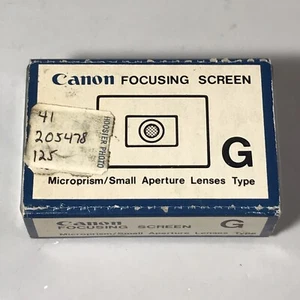 Canon FOCUSING SCREEN
41
205478
125
HOOSTER PHOTO
G
Microprism/Small Aperture Lenses Type
Canon
FOCUSING SCREEN
G
Microprism/Small Aperture Lenses Type